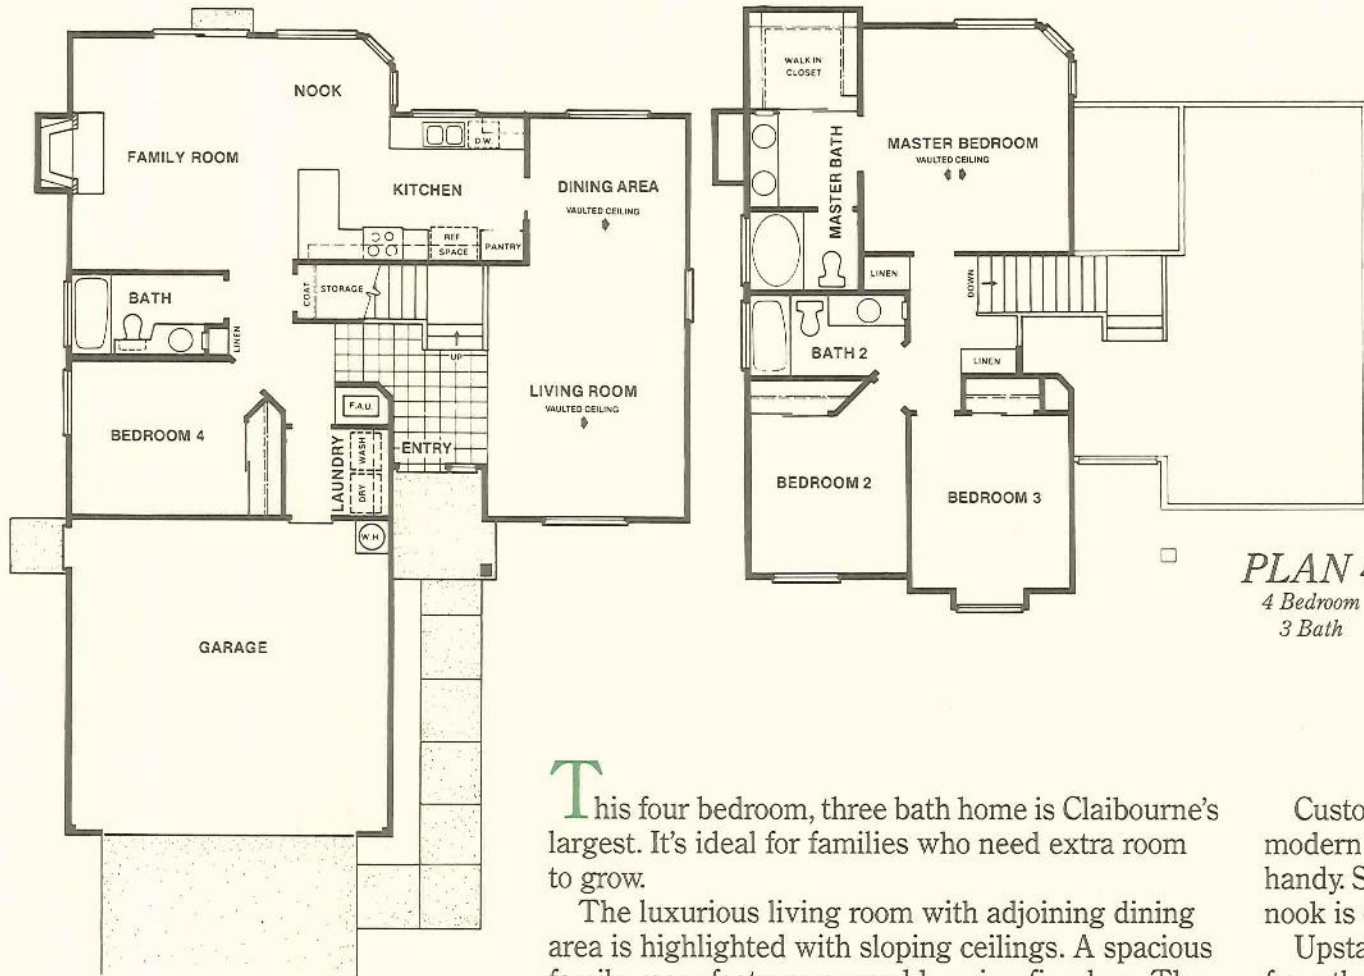 NOOK
FAMILY ROOM
D.W.
KITCHEN
DINING AREA
VAULTED CEILING
REF
SPACE
PANTRY
BATH
LINEN
COAT
STORAGE
UP
F.A.U.
LIVING ROOM
VAULTED CEILING
BEDROOM 4
LAUNDRY
WASH
DRY
ENTRY
W.H
GARAGE
WALK IN
CLOSET
MASTER BATH
MASTER BEDROOM
VAULTED CEILING
LINEN
DOWN
BATH 2
LINEN
BEDROOM 2
BEDROOM 3
PLAN 4
4 Bedroom
3 Bath
This four bedroom, three bath home is Claibourne's
largest. It's ideal for families who need extra room
to grow.
The luxurious living room with adjoining dining
area is highlighted with sloping ceilings. A spacious
Custo
modern
handy. S
nook is
Upsta